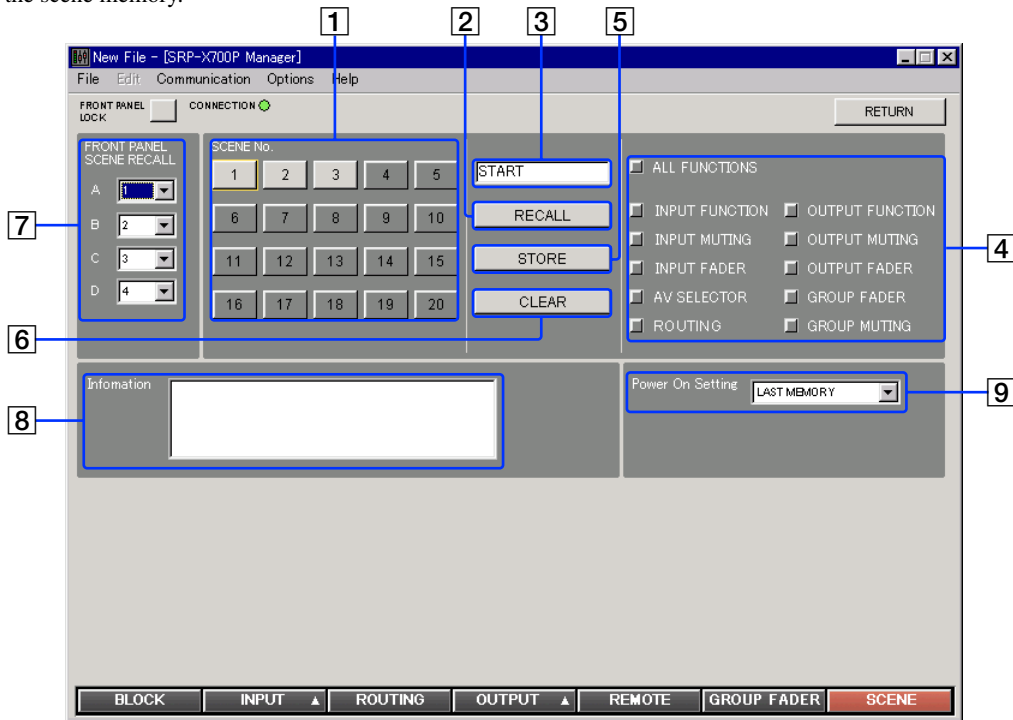 the scene memory.
1 2 3 5
New File - [SRP-X700P Manager]
File Edit Communication Options Help
FRONT PANEL LOCK CONNECTION RETURN
FRONT PANEL SCENE RECALL
A 1
B 2
C 3
D 4
7
SCENE No.
1 2 3 4 5
6 7 8 9 10
11 12 13 14 15
16 17 18 19 20
START
RECALL
STORE
CLEAR
ALL FUNCTIONS
INPUT FUNCTION OUTPUT FUNCTION
INPUT MUTING OUTPUT MUTING
INPUT FADER OUTPUT FADER
AV SELECTOR GROUP FADER
ROUTING GROUP MUTING
4
6
Infomation
8
Power On Setting LAST MEMORY
9
BLOCK INPUT ▲ ROUTING OUTPUT ▲ REMOTE GROUP FADER SCENE